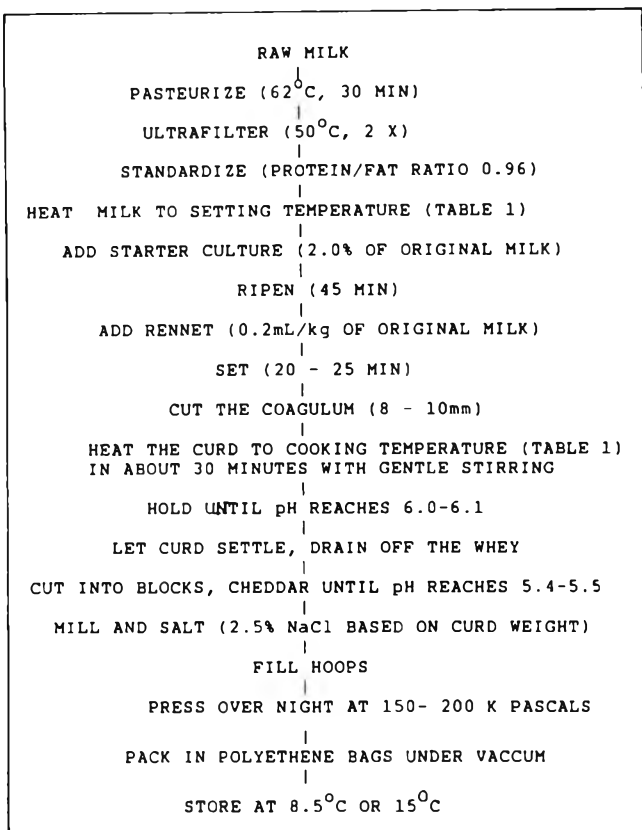 RAW MILK
PASTEURIZE (62°C, 30 MIN)
ULTRAFILTER (50°C, 2 X)
STANDARDIZE (PROTEIN/FAT RATIO 0.96)
HEAT MILK TO SETTING TEMPERATURE (TABLE 1)
ADD STARTER CULTURE (2.0% OF ORIGINAL MILK)
RIPEN (45 MIN)
ADD RENNET (0.2mL/kg OF ORIGINAL MILK)
SET (20 - 25 MIN)
CUT THE COAGULUM (8 - 10mm)
HEAT THE CURD TO COOKING TEMPERATURE (TABLE 1)
IN ABOUT 30 MINUTES WITH GENTLE STIRRING
HOLD UNTIL pH REACHES 6.0-6.1
LET CURD SETTLE, DRAIN OFF THE WHEY
CUT INTO BLOCKS, CHEDDAR UNTIL pH REACHES 5.4-5.5
MILL AND SALT (2.5% NaCl BASED ON CURD WEIGHT)
FILL HOOPS
PRESS OVER NIGHT AT 150- 200 K PASCALS
PACK IN POLYETHENE BAGS UNDER VACCUM
STORE AT 8.5°C OR 15°C